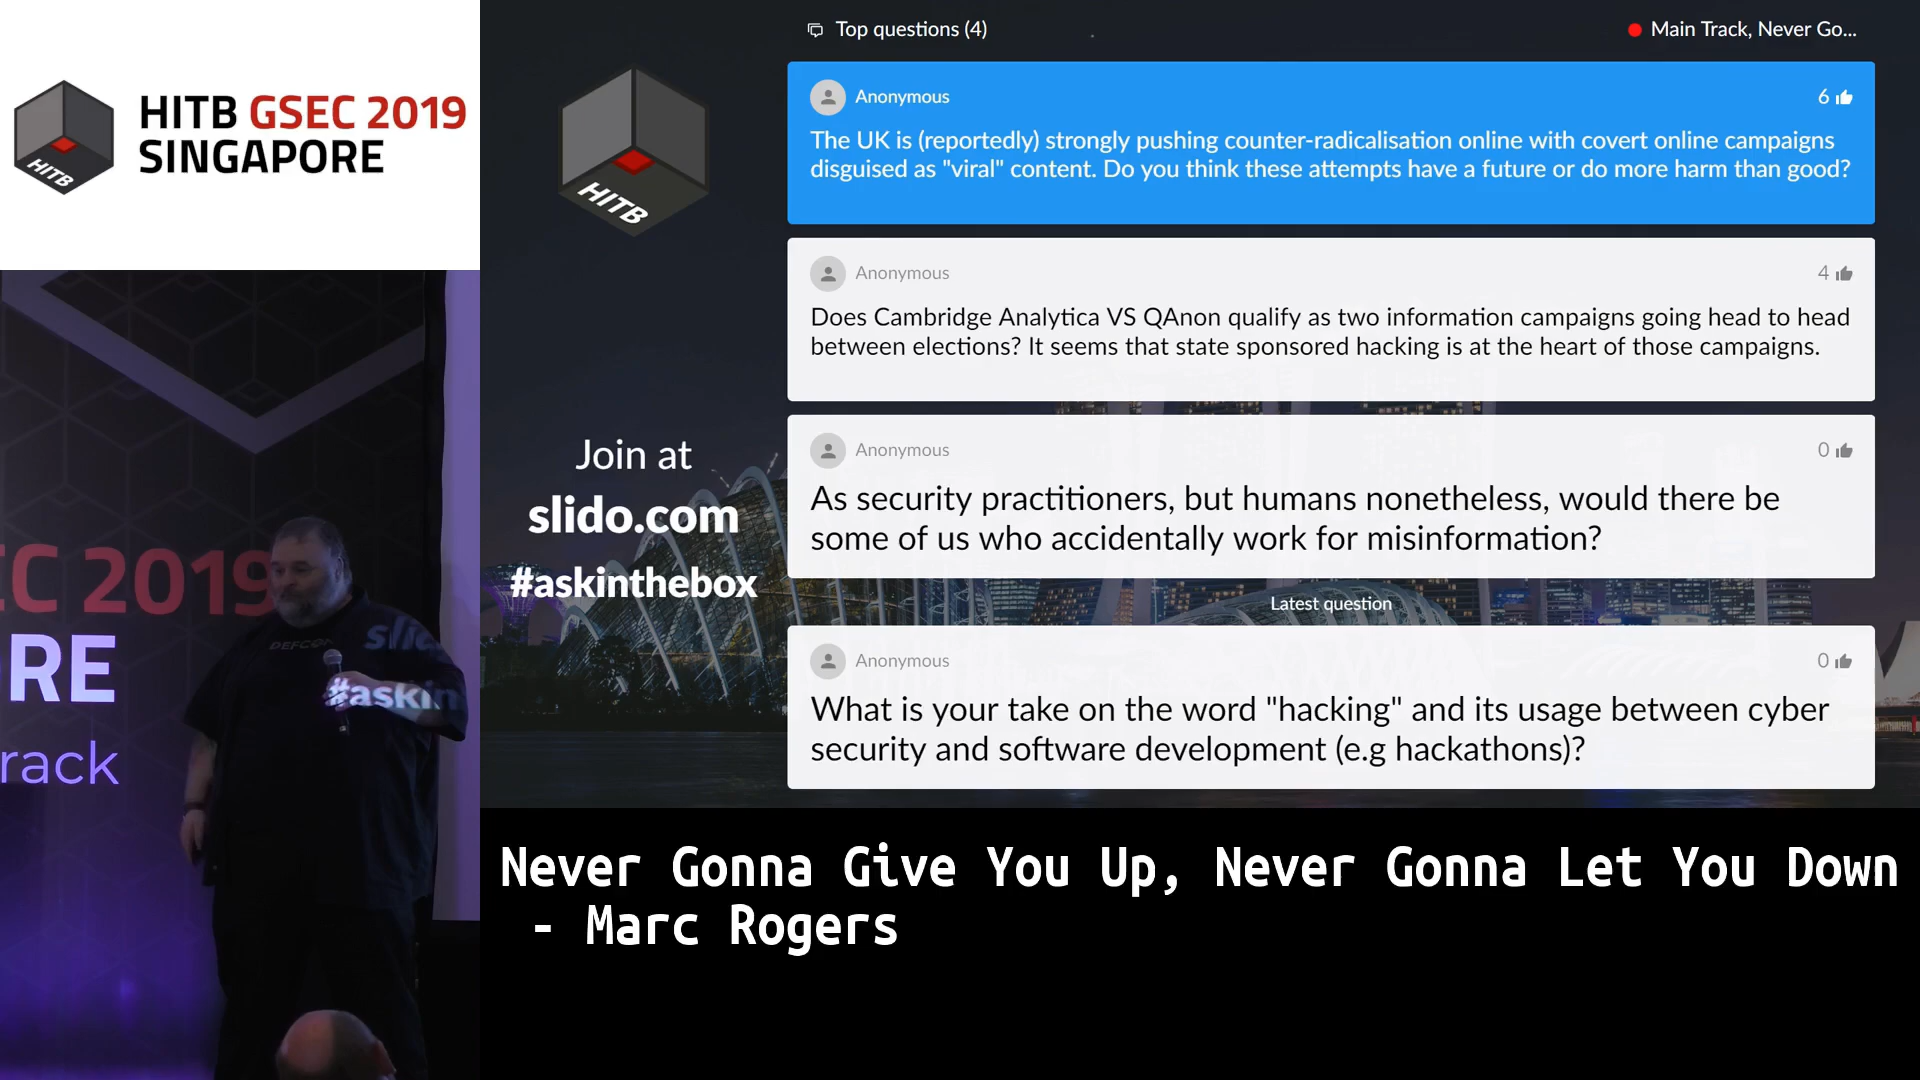 HITB GSEC 2019
SINGAPORE
HITB
EC 2019
ORE
rack
DEFCON
slid
#askin
HITB
Join at
slido.com
#askinthebox
Top questions (4)
Main Track, Never Go...
Anonymous
6
The UK is (reportedly) strongly pushing counter-radicalisation online with covert online campaigns
disguised as "viral" content. Do you think these attempts have a future or do more harm than good?
Anonymous
4
Does Cambridge Analytica VS QAnon qualify as two information campaigns going head to head
between elections? It seems that state sponsored hacking is at the heart of those campaigns.
Anonymous
0
As security practitioners, but humans nonetheless, would there be
some of us who accidentally work for misinformation?
Latest question
Anonymous
0
What is your take on the word "hacking" and its usage between cyber
security and software development (e.g hackathons)?
Never Gonna Give You Up, Never Gonna Let You Down
- Marc Rogers